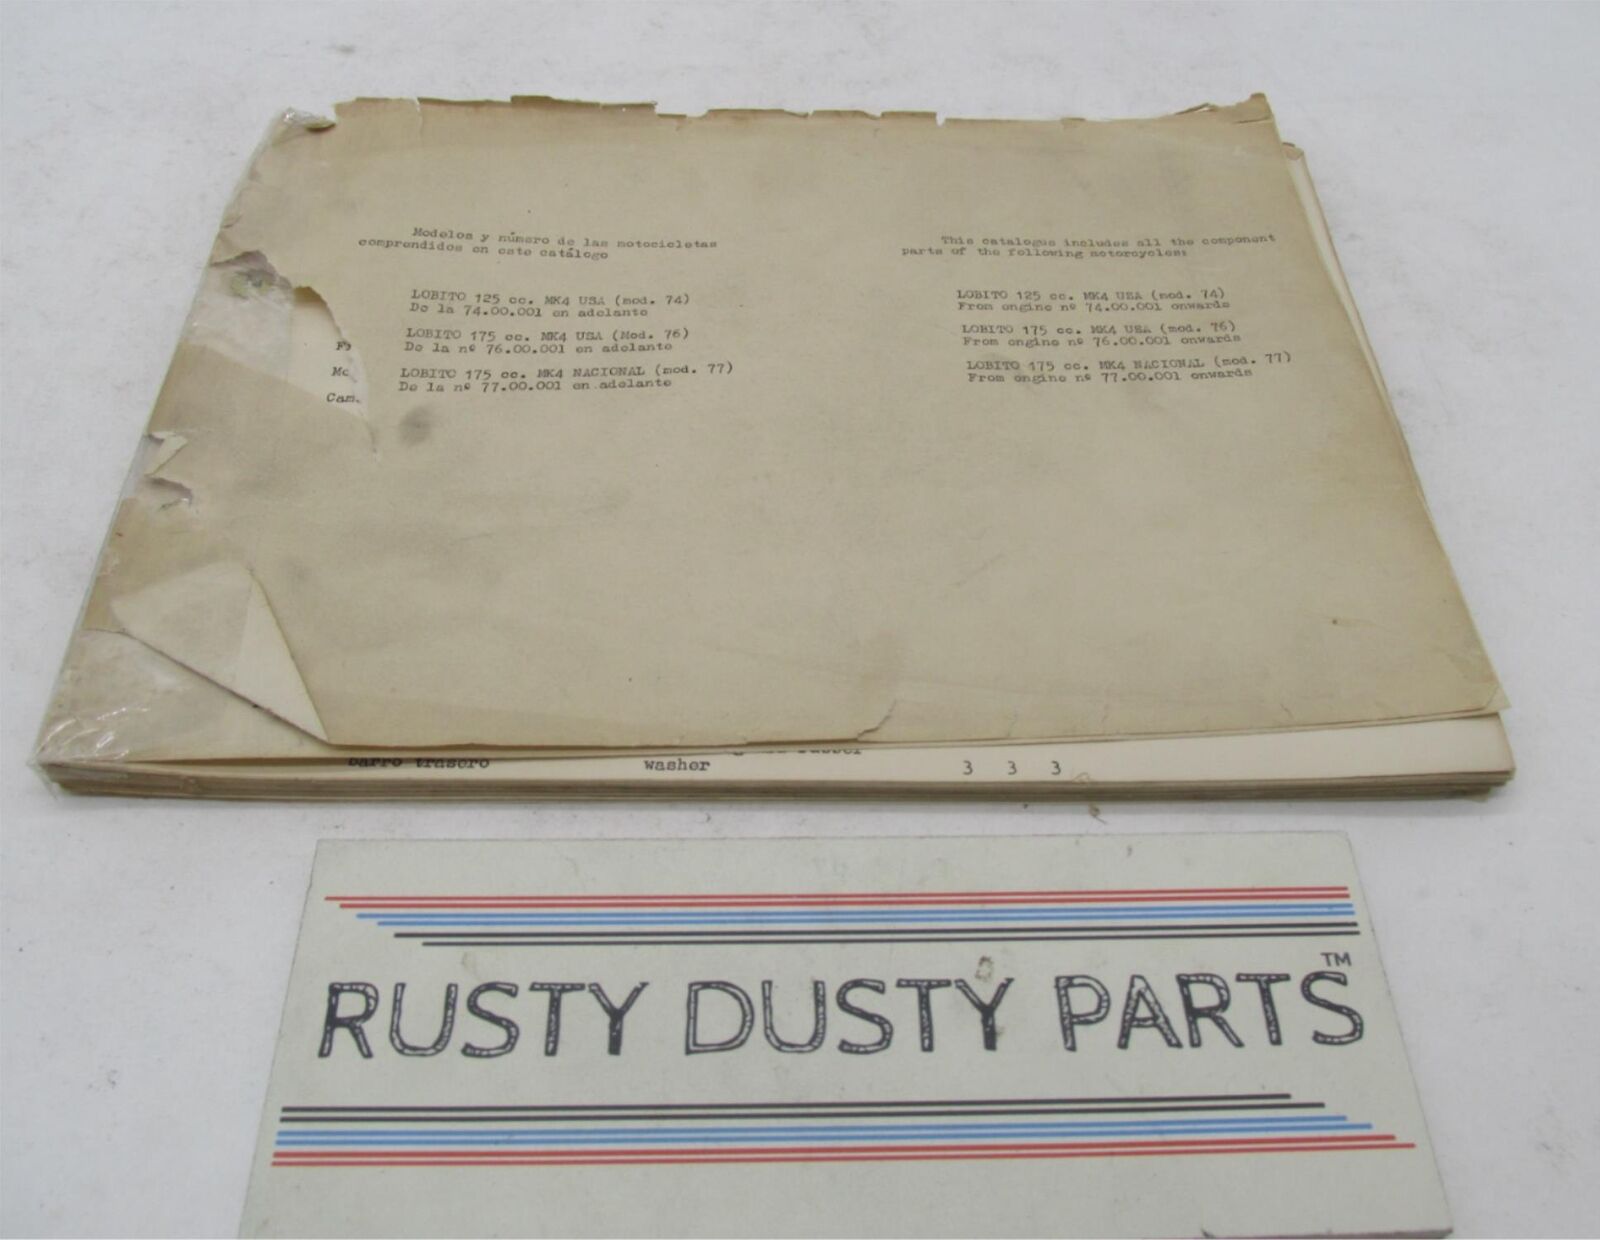 Modelos y número de las motocicletas
comprendidos en este catálogo
LOBITO 125 cc. MK4 USA (mod. 74)
De la 74.00.001 en adelante
LOBITO 175 cc. MK4 USA (Mod. 76)
De la nº 76.00.001 en adelante
LOBITO 175 cc. MK4 NACIONAL (mod. 77)
De la nº 77.00.001 en adelante
Cam.
This catalogue includes all the component
parts of the following motorcycles:
LOBITO 125 cc. MK4 USA (mod. 74)
From engine nº 74.00.001 onwards
LOBITO 175 cc. MK4 USA (mod. 76)
From engine nº 76.00.001 onwards
LOBITO 175 cc. MK4 NACIONAL (mod. 77)
From engine nº 77.00.001 onwards
barro trasero washer 3 3 3
RUSTY DUSTY PARTS™